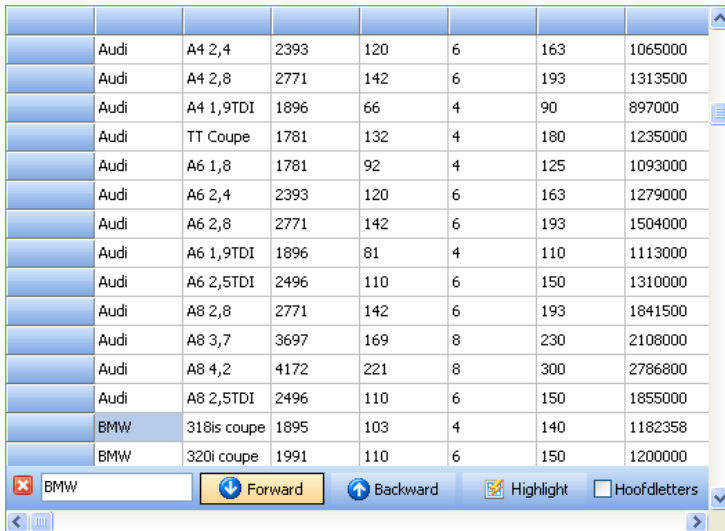 Audi A4 2,4 2393 120 6 163 1065000
Audi A4 2,8 2771 142 6 193 1313500
Audi A4 1,9TDI 1896 66 4 90 897000
Audi TT Coupe 1781 132 4 180 1235000
Audi A6 1,8 1781 92 4 125 1093000
Audi A6 2,4 2393 120 6 163 1279000
Audi A6 2,8 2771 142 6 193 1504000
Audi A6 1,9TDI 1896 81 4 110 1113000
Audi A6 2,5TDI 2496 110 6 150 1310000
Audi A8 2,8 2771 142 6 193 1841500
Audi A8 3,7 3697 169 8 230 2108000
Audi A8 4,2 4172 221 8 300 2786800
Audi A8 2,5TDI 2496 110 6 150 1855000
BMW 318is coupe 1895 103 4 140 1182358
BMW 320i coupe 1991 110 6 150 1200000
BMW Forward Backward Highlight Hoofdletters